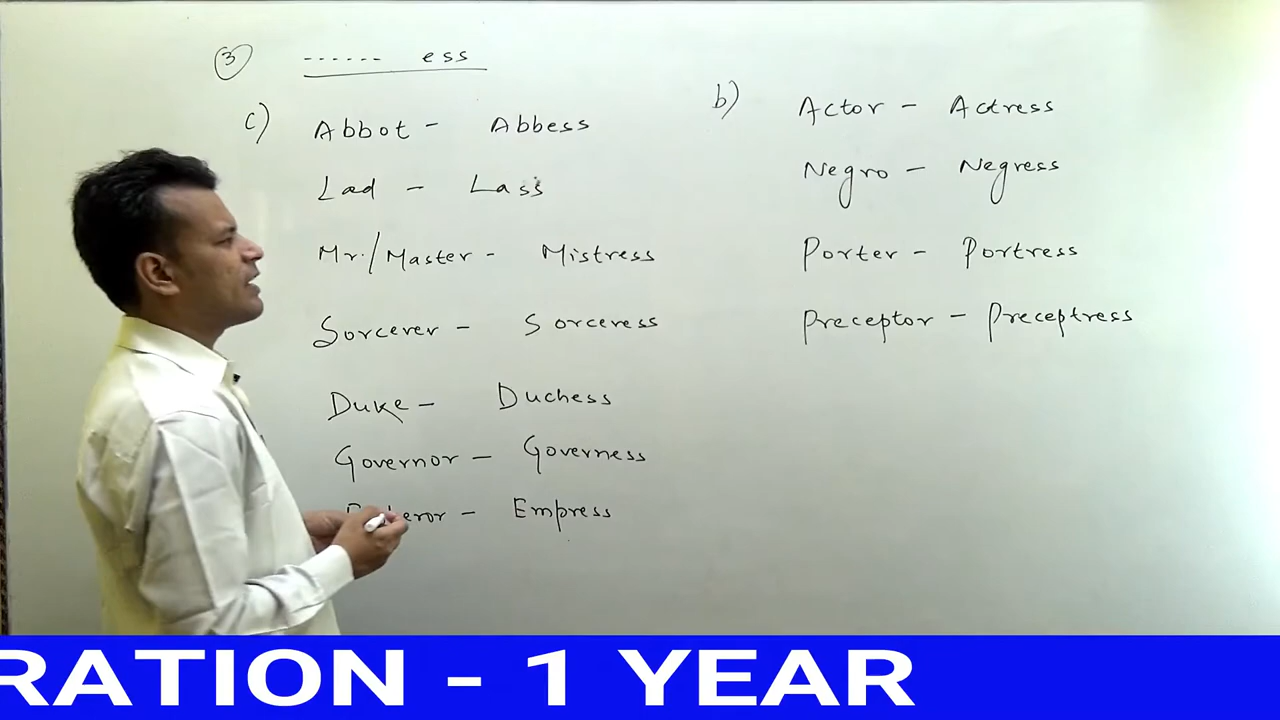 3 ------ ess
c) Abbot - Abbess
Lad - Lass
Mr./Master - Mistress
Sorcerer - Sorceress
Duke - Duchess
Governor - Governess
- Empress
b) Actor - Actress
Negro - Negress
Porter - Portress
Preceptor - Preceptress
RATION - 1 YEAR